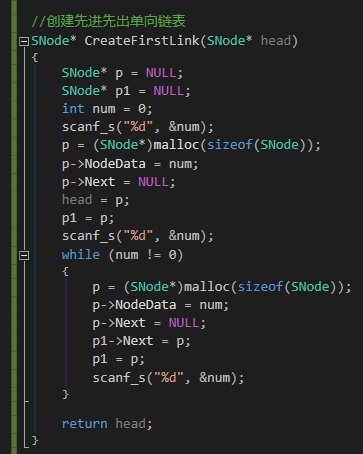 //创建先进先出单向链表
SNode* CreateFirstLink(SNode* head)
{
    SNode* p = NULL;
    SNode* p1 = NULL;
    int num = 0;
    scanf_s("%d", &num);
    p = (SNode*)malloc(sizeof(SNode));
    p->NodeData = num;
    p->Next = NULL;
    head = p;
    p1 = p;
    scanf_s("%d", &num);
    while (num != 0)
    {
        p = (SNode*)malloc(sizeof(SNode));
        p->NodeData = num;
        p->Next = NULL;
        p1->Next = p;
        p1 = p;
        scanf_s("%d", &num);
    }
    return head;
}